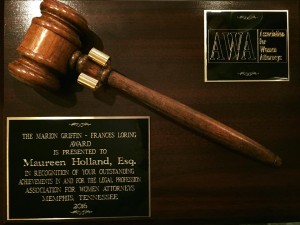 AWA
Association
for
Women
Attorneys
THE MARION GRIFFIN - FRANCES LORING
AWARD
IS PRESENTED TO
Maureen Holland, Esq.
IN RECOGNITION OF YOUR OUTSTANDING
ACHIEVEMENTS IN AND FOR THE LEGAL PROFESSION
ASSOCIATION FOR WOMEN ATTORNEYS
MEMPHIS, TENNESSEE
2016